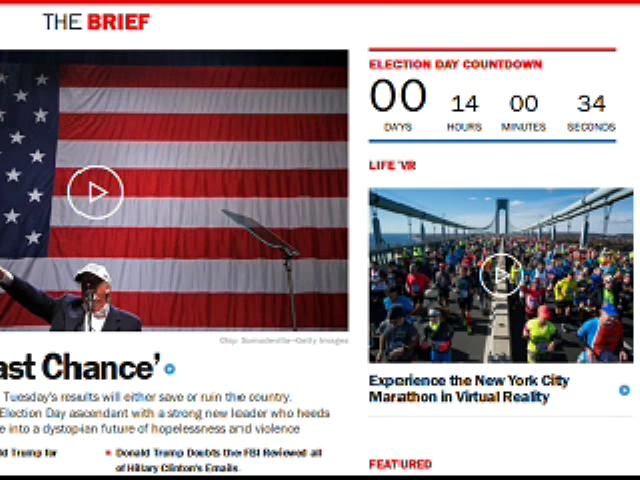 THE BRIEF
Chip Somodevilla—Getty Images
ast Chance'
Tuesday's results will either save or ruin the country.
Election Day ascendant with a strong new leader who heeds
e into a dystopian future of hopelessness and violence
ld Trump for
Donald Trump Doubts the FBI Reviewed all
of Hillary Clinton's Emails
ELECTION DAY COUNTDOWN
00 14 00 34
DAYS HOURS MINUTES SECONDS
LIFE VR
Experience the New York City
Marathon in Virtual Reality
FEATURED